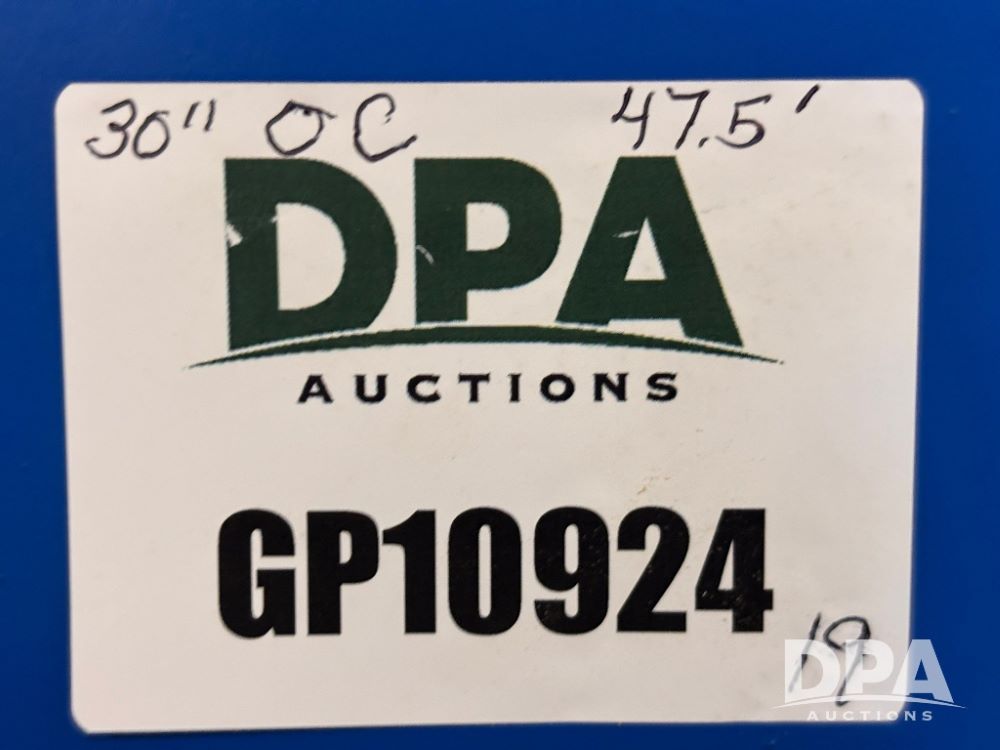 30" OC 47.5'
DPA
AUCTIONS
GP10924
19
DPA
AUCTIONS